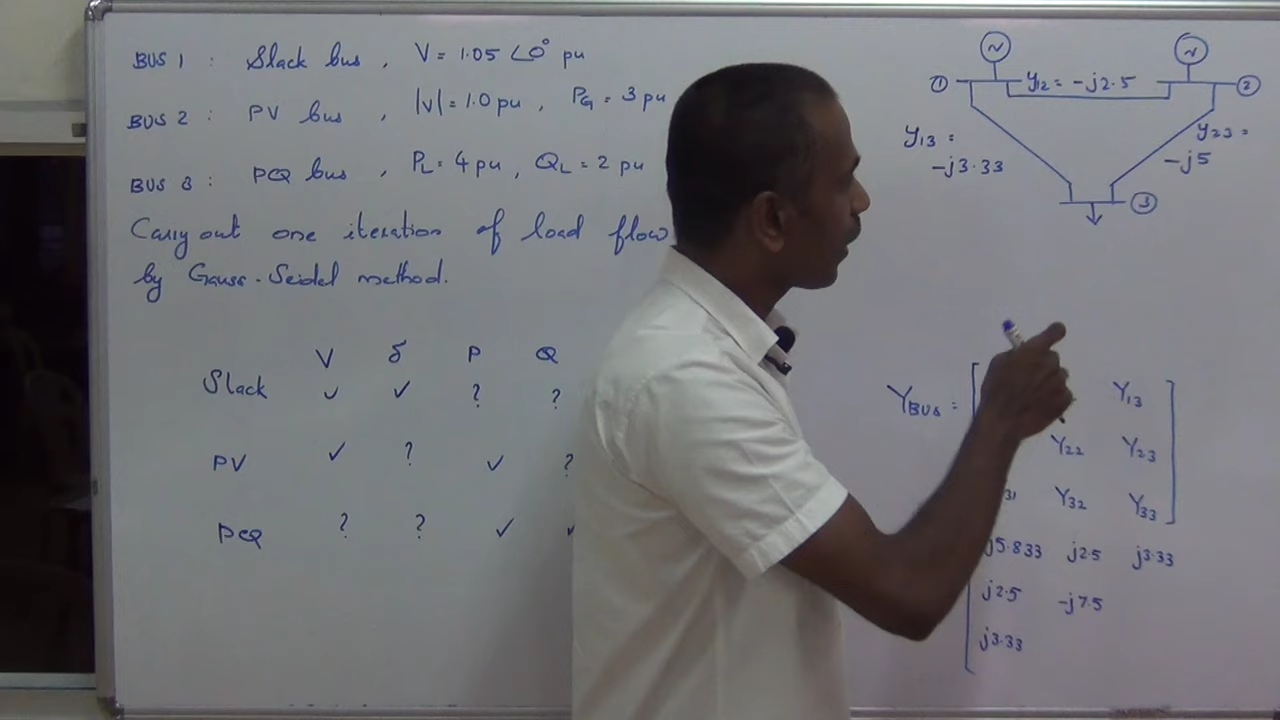 BUS 1 : Slack bus , V = 1.05 ∠0° pu
BUS 2 : PV bus , |V| = 1.0 pu , PG = 3 pu
BUS 3 : PQ bus , PL = 4 pu , QL = 2 pu
Carry out one iteration of load flow
by Gauss-Seidel method.
V δ P Q
Slack ✓ ✓ ? ?
PV ✓ ? ✓ ?
PQ ? ? ✓
~ ~
① y12 = -j2.5 ②
y13 = y23 =
-j3.33 -j5
③
YBUS = Y13
Y22 Y23
31 Y32 Y33
j5.833 j2.5 j3.33
j2.5 -j7.5
j3.33